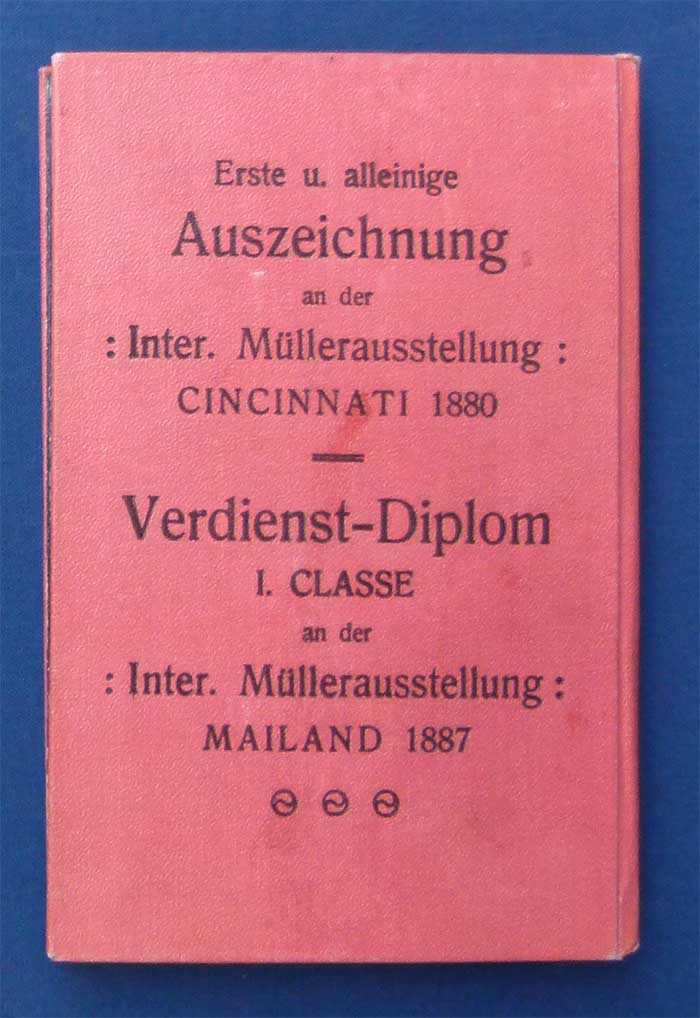 Erste u. alleinige
Auszeichnung
an der
: Inter. Müllerausstellung :
CINCINNATI 1880
Verdienst-Diplom
I. CLASSE
an der
: Inter. Müllerausstellung :
MAILAND 1887